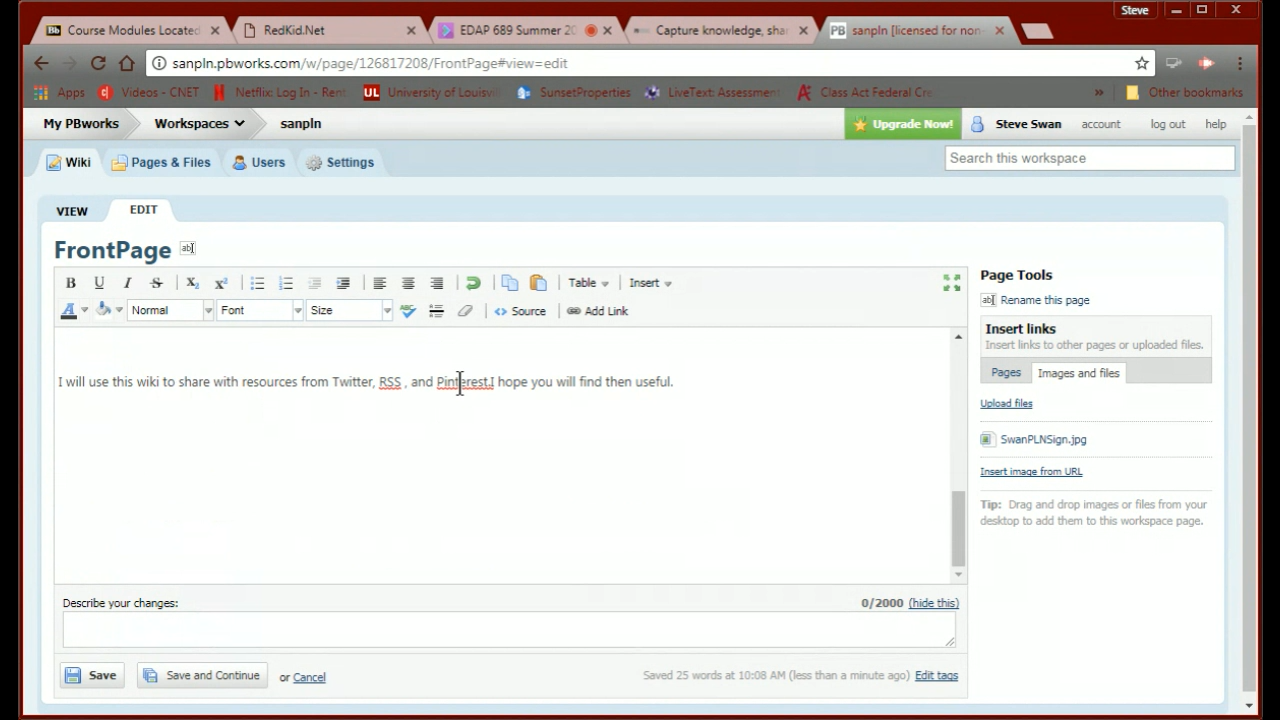 Steve
Course Modules Located
RedKid.Net
EDAP 689 Summer 20
Capture knowledge, sha
PB sanpln [licensed for non-
sanpln.pbworks.com/w/page/126817208/FrontPage#view=edit
Apps Videos - CNET Netflix: Log In - Rent UL University of Louisvil SunsetProperties LiveText: Assessment Class Act Federal Cre » Other bookmarks
My PBworks Workspaces sanpln Upgrade Now! Steve Swan account log out help
Wiki Pages & Files Users Settings Search this workspace
VIEW EDIT
FrontPage
B U I S X₂ X² Table Insert
A Normal Font Size Source Add Link
I will use this wiki to share with resources from Twitter, RSS , and Pinterest.I hope you will find then useful.
Describe your changes: 0/2000 (hide this)
Save Save and Continue or Cancel Saved 25 words at 10:08 AM (less than a minute ago) Edit tags
Page Tools
Rename this page
Insert links
Insert links to other pages or uploaded files.
Pages Images and files
Upload files
SwanPLNSign.jpg
Insert image from URL
Tip: Drag and drop images or files from your
desktop to add them to this workspace page.